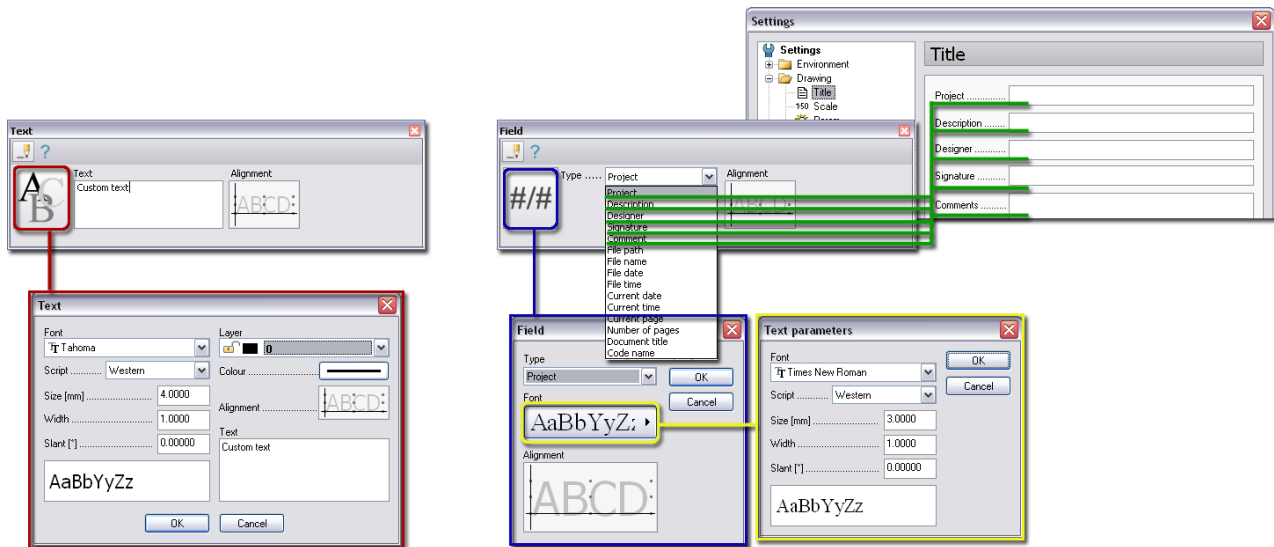 Settings
Settings
Environment
Drawing
Title
150 Scale
Title
Project ..............
Description ........
Designer ...........
Signature ..........
Comments .........
Text
?
ABC
Text
Custom text
Alignment
ABCD
Field
?
#/#
Type ..... Project
Alignment
Project
Description
Designer
Signature
Comment
File path
File name
File date
File time
Current date
Current time
Current page
Number of pages
Document title
Code name
Text
Font
Tahoma
Script .......... Western
Size [mm] ............................ 4.0000
Width .................................. 1.0000
Slant [°] ............................... 0.00000
AaBbYyZz
Layer
0
Colour ...........................
Alignment ..................
ABCD
Text
Custom text
OK Cancel
Field
Type
Project
OK
Font
Cancel
AaBbYyZz
Alignment
ABCD
Text parameters
Font
Times New Roman
OK
Script .......... Western
Cancel
Size [mm] ........................ 3.0000
Width .............................. 1.0000
Slant [°] ........................... 0.00000
AaBbYyZz